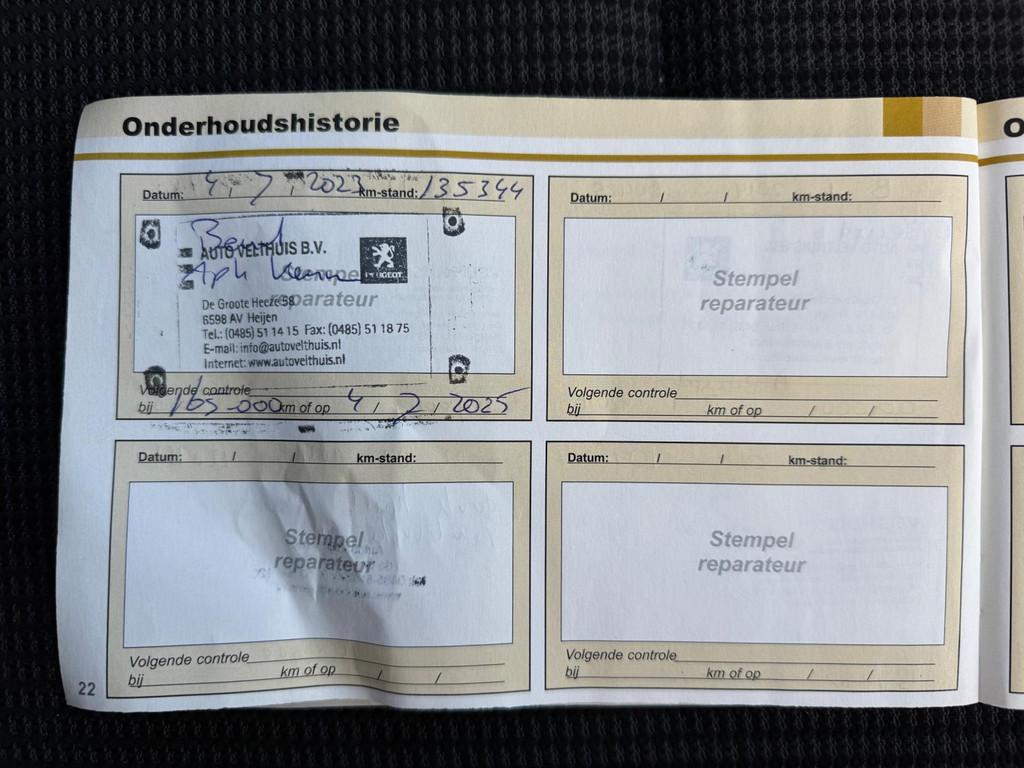 Onderhoudshistorie
O
Datum: 4 / 7 / 2023 km-stand: 135344
AUTO VELTHUIS B.V.
PEUGEOT
Stempel
reparateur
De Groote Heeze 58
6598 AV Heijen
Tel.: (0485) 51 14 15 Fax: (0485) 51 18 75
E-mail: info@autovelthuis.nl
Internet: www.autovelthuis.nl
Volgende controle
bij 165.000 km of op 4 / 7 / 2025
Datum: / / km-stand:
Stempel
reparateur
Volgende controle
bij km of op / /
Datum: / / km-stand:
Stempel
reparateur
Volgende controle
bij km of op / /
Datum: / / km-stand:
Stempel
reparateur
Volgende controle
bij km of op / /
22